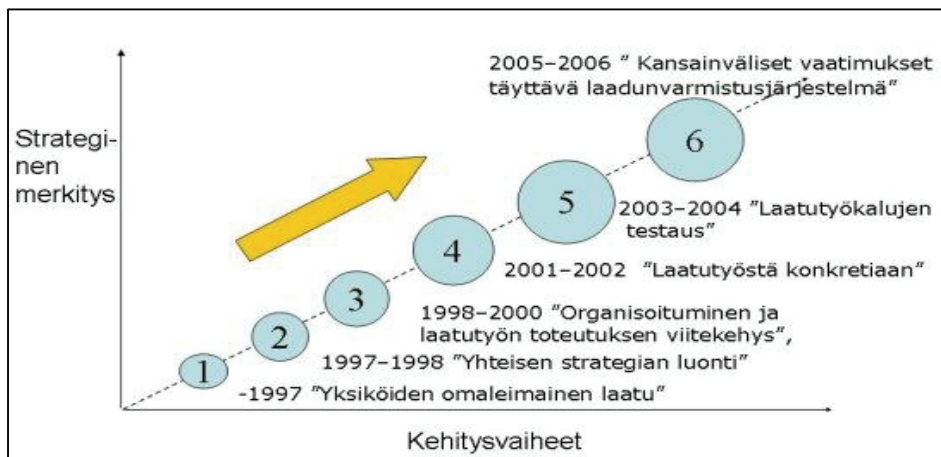 2005–2006 ” Kansainväliset vaatimukset
täyttävä laadunvarmistusjärjestelmä”
Strategi-
nen
merkitys
6
5
2003–2004 ”Laatutyökalujen
testaus”
4
2001–2002 ”Laatutyöstä konkretiaan”
3
1998–2000 ”Organisoituminen ja
laatutyön toteutuksen viitekehys”,
2
1997–1998 ”Yhteisen strategian luonti”
1
-1997 ”Yksiköiden omaleimainen laatu”
Kehitysvaiheet